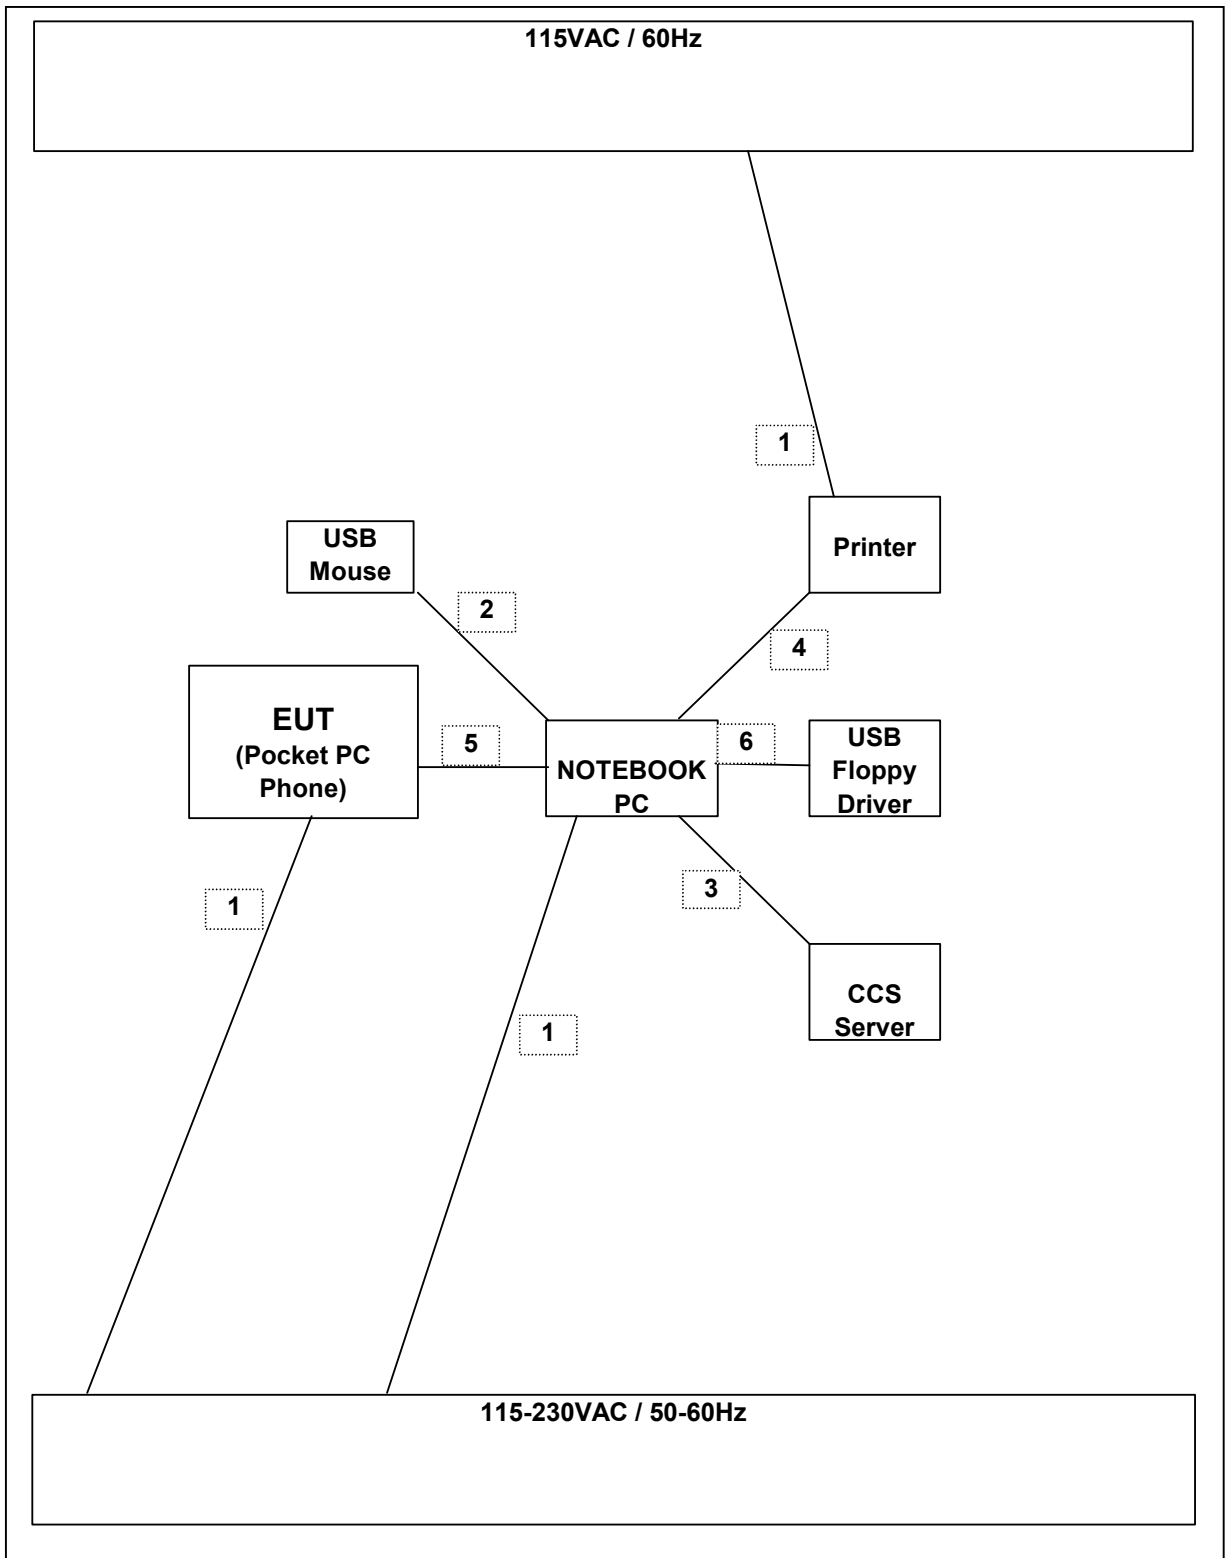 115VAC / 60Hz
1
Printer
USB
Mouse
2
4
EUT
(Pocket PC
Phone)
5
NOTEBOOK
PC
6
USB
Floppy
Driver
1
3
CCS
Server
1
115-230VAC / 50-60Hz